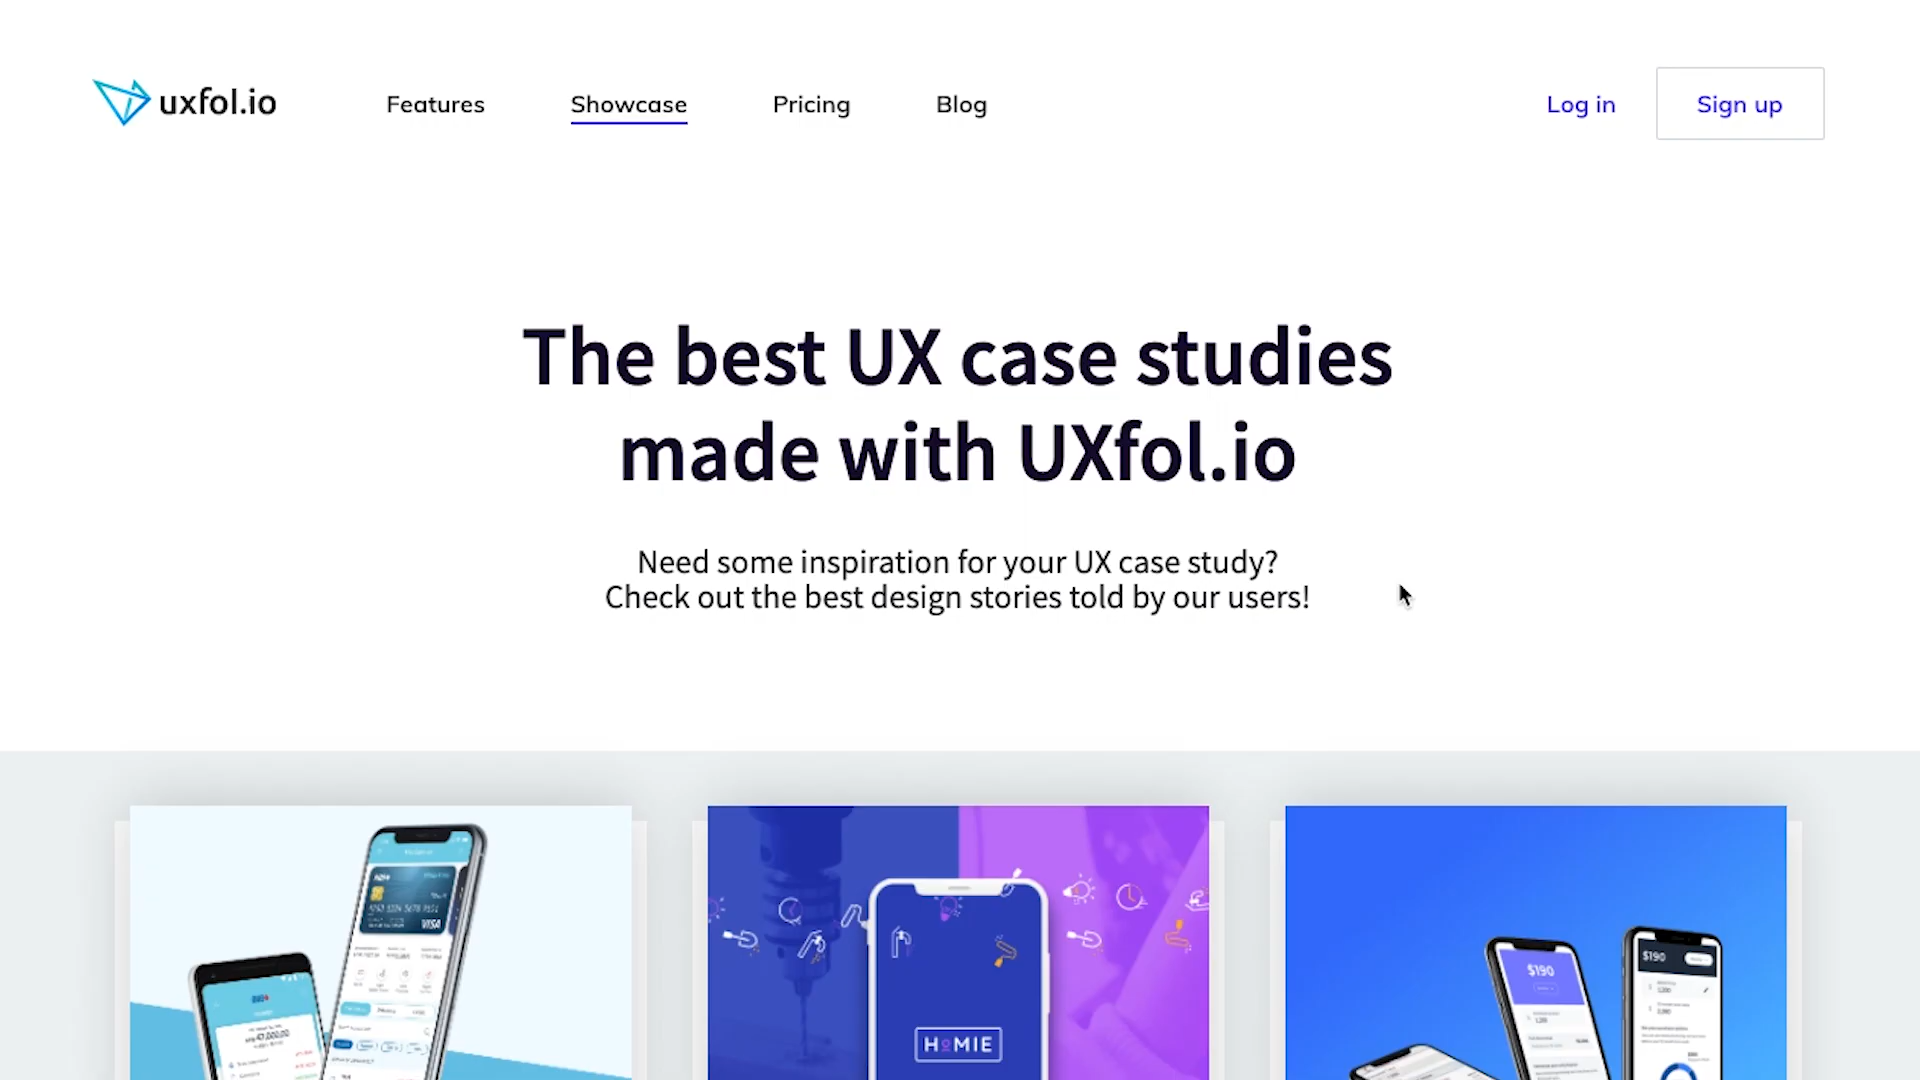 uxfol.io
Features
Showcase
Pricing
Blog
Log in
Sign up
The best UX case studies
made with UXfol.io
Need some inspiration for your UX case study?
Check out the best design stories told by our users!
VISA
HOMIE
$190
$190